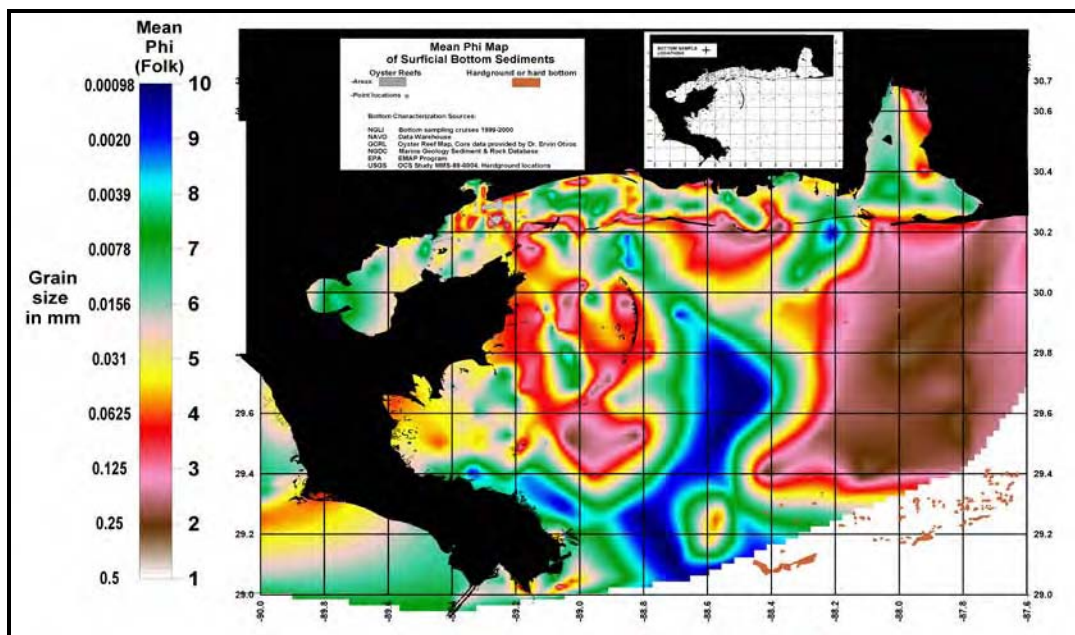 Mean
Phi
(Folk)
Grain
size
in mm
0.00098
0.0020
0.0039
0.0078
0.0156
0.031
0.0625
0.125
0.25
0.5
10
9
8
7
6
5
4
3
2
1
Mean Phi Map
of Surficial Bottom Sediments
Oyster Reefs
Hardground or hard bottom
-Areas
-Point locations
Bottom Characterization Sources:
NGLI Bottom sampling cruises 1999-2000
NAVO Data Warehouse
GCRL Oyster Reef Map, Core data provided by Dr. Ervin Otvos
NGDC Marine Geology Sediment & Rock Database
EPA EMAP Program
USGS OCS Study MMS-88-0004, Hardground locations
BOTTOM SAMPLE
LOCATIONS
29.6
29.4
29.2
29.0
30.7
30.6
30.4
30.2
30.0
29.8
29.6
29.4
29.2
29.0
-90.0
-89.8
-89.4
-89.2
-89.0
-88.8
-88.6
-88.4
-88.2
-88.0
-87.8
-87.6